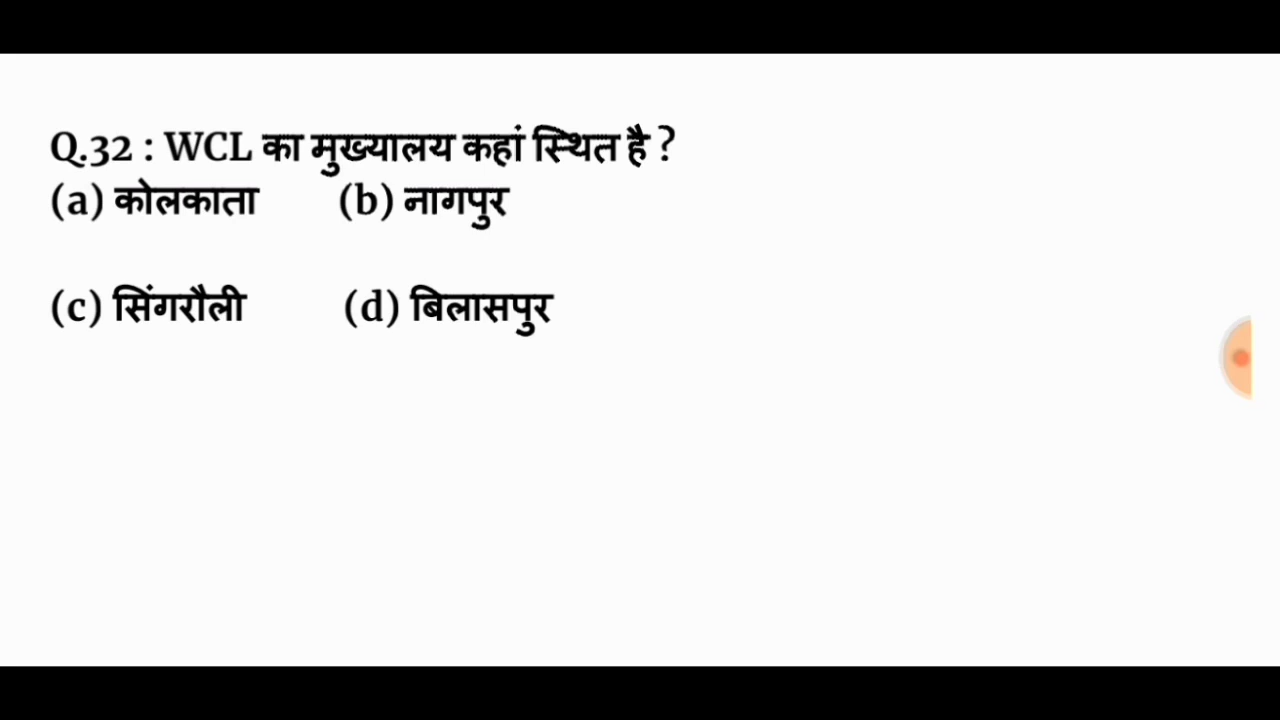 Q.32 : WCL का मुख्यालय कहां स्थित है ?
(a) कोलकाता (b) नागपुर
(c) सिंगरौली (d) बिलासपुर